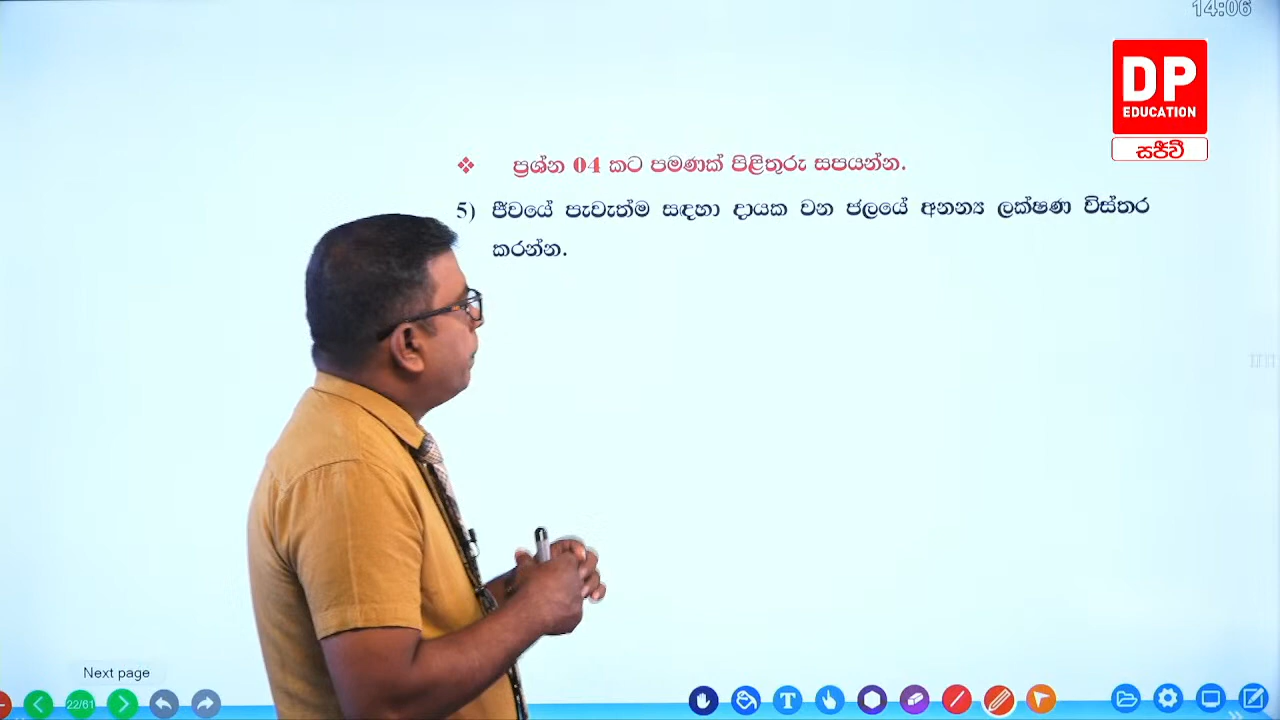 14:06
DP
EDUCATION
සජීවී
❖ ප්‍රශ්න 04 කට පමණක් පිළිතුරු සපයන්න.
5) ජීවයේ පැවැත්ම සඳහා දායක වන ජලයේ අනන්‍ය ලක්ෂණ විස්තර
කරන්න.
Next page
22/61
T